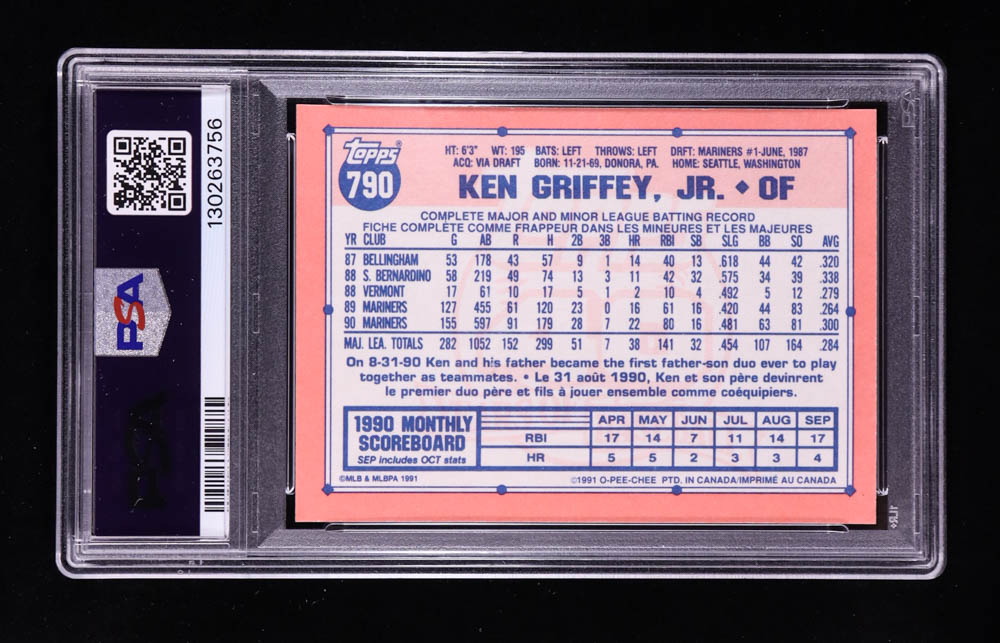 130263756
PSA
PSA
TOPPS®
790
HT: 6'3" WT: 195 BATS: LEFT THROWS: LEFT DRFT: MARINERS #1-JUNE, 1987
ACQ: VIA DRAFT BORN: 11-21-69, DONORA, PA. HOME: SEATTLE, WASHINGTON
KEN GRIFFEY, JR. ◆ OF
COMPLETE MAJOR AND MINOR LEAGUE BATTING RECORD
FICHE COMPLÈTE COMME FRAPPEUR DANS LES MINEURES ET LES MAJEURES
YR CLUB G AB R H 2B 3B HR RBI SB SLG BB SO AVG
87 BELLINGHAM 53 178 43 57 9 1 14 40 13 .618 44 42 .320
88 S. BERNARDINO 58 219 49 74 13 3 11 42 32 .575 34 39 .338
88 VERMONT 17 61 10 17 5 1 2 10 4 .492 5 12 .279
89 MARINERS 127 455 61 120 23 0 16 61 16 .420 44 83 .264
90 MARINERS 155 597 91 179 28 7 22 80 16 .481 63 81 .300
MAJ. LEA. TOTALS 282 1052 152 299 51 7 38 141 32 .454 107 164 .284
On 8-31-90 Ken and his father became the first father-son duo ever to play
together as teammates. • Le 31 août 1990, Ken et son père devinrent
le premier duo père et fils à jouer ensemble comme coéquipiers.
1990 MONTHLY
SCOREBOARD
SEP includes OCT stats
APR MAY JUN JUL AUG SEP
RBI 17 14 7 11 14 17
HR 5 5 2 3 3 4
©MLB & MLBPA 1991
©1991 O-PEE-CHEE PTD. IN CANADA/IMPRIMÉ AU CANADA